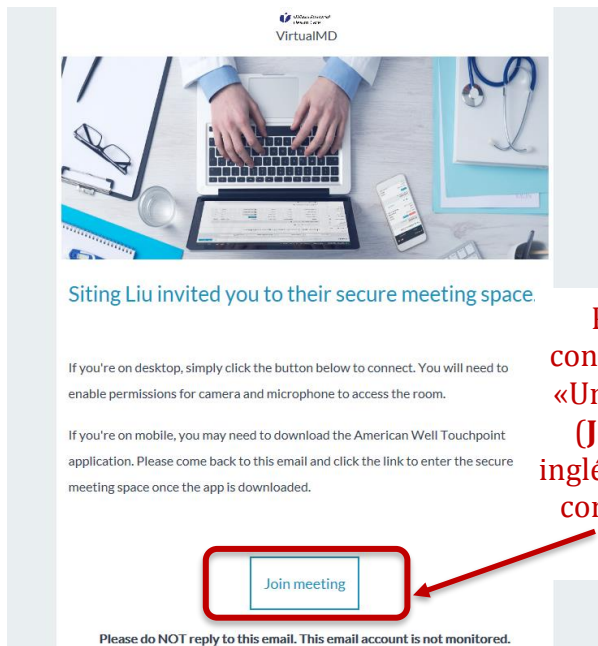 VirtualMD
Siting Liu invited you to their secure meeting space.
If you're on desktop, simply click the button below to connect. You will need to
enable permissions for camera and microphone to access the room.
If you're on mobile, you may need to download the American Well Touchpoint
application. Please come back to this email and click the link to enter the secure
meeting space once the app is downloaded.
con
«Un
(J
inglé
con
Join meeting
Please do NOT reply to this email. This email account is not monitored.